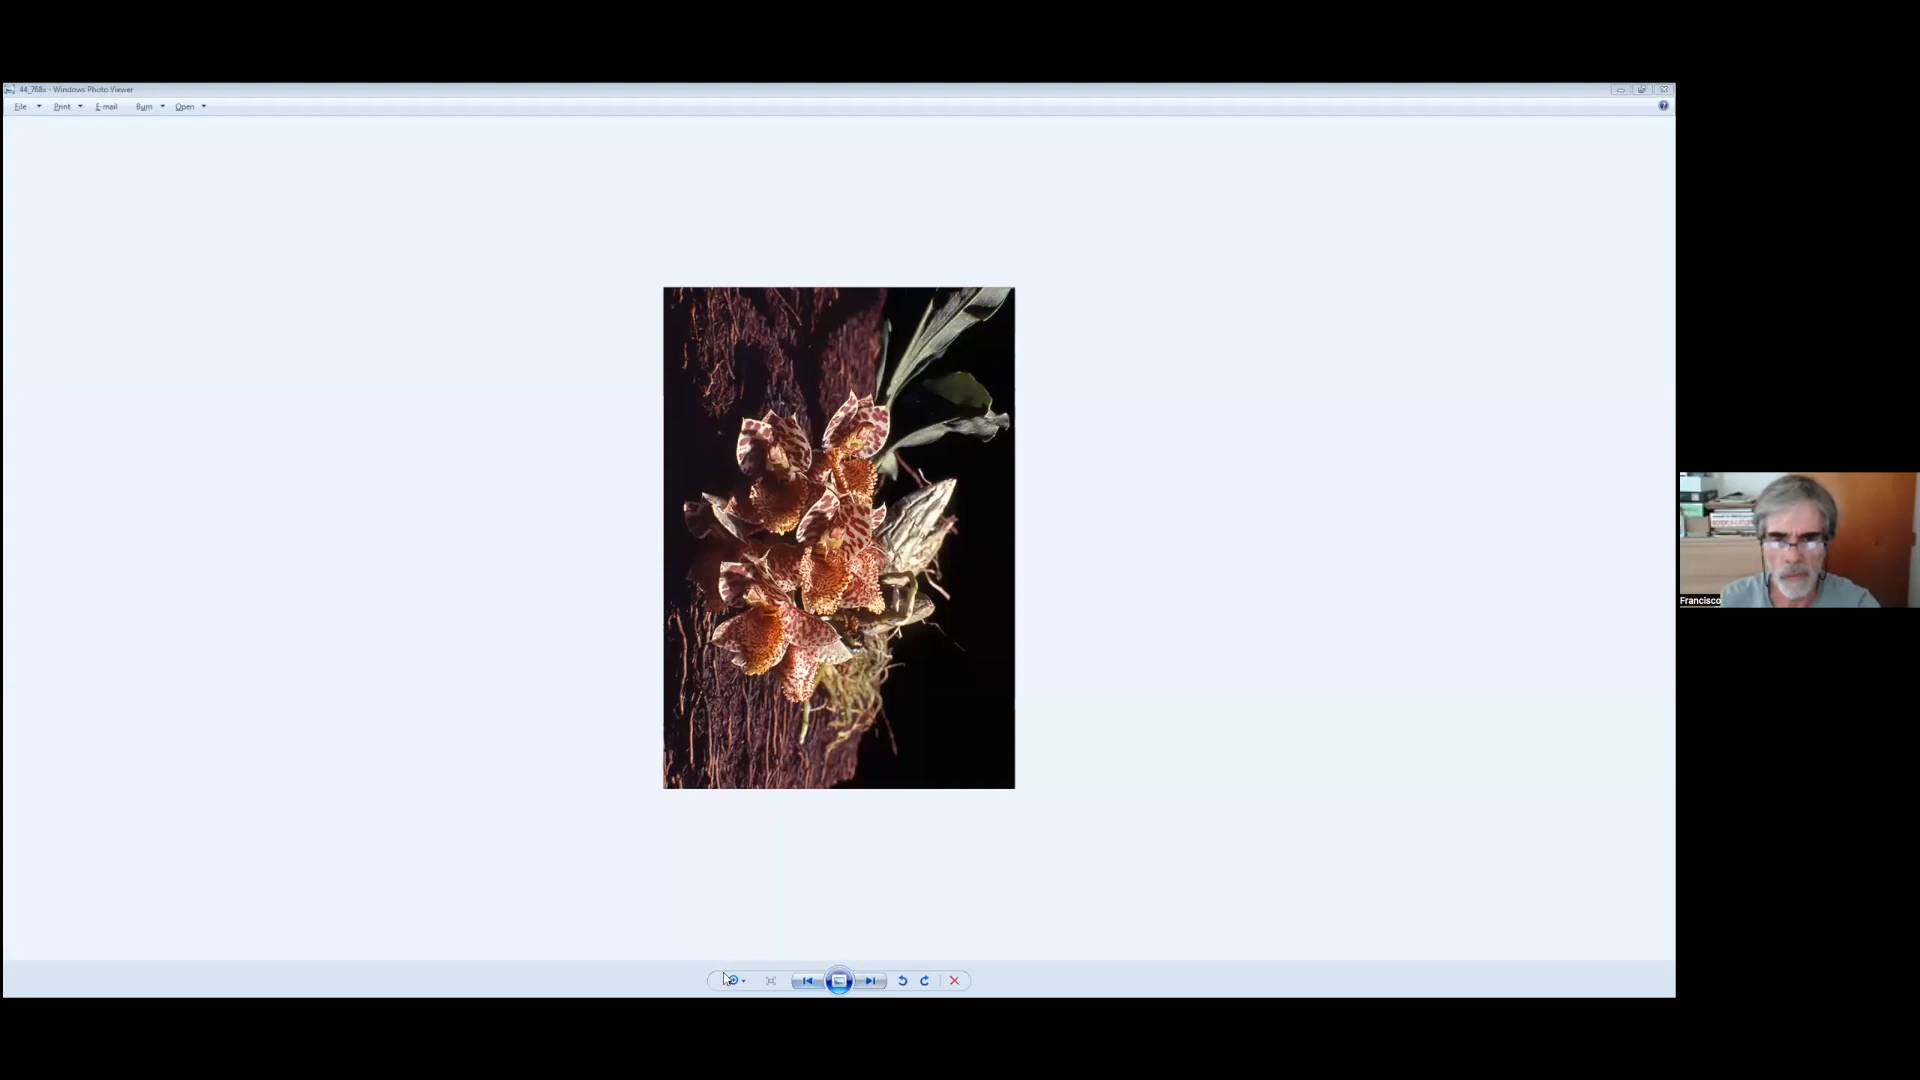 44_768x - Windows Photo Viewer
File Print E-mail Burn Open
Francisco